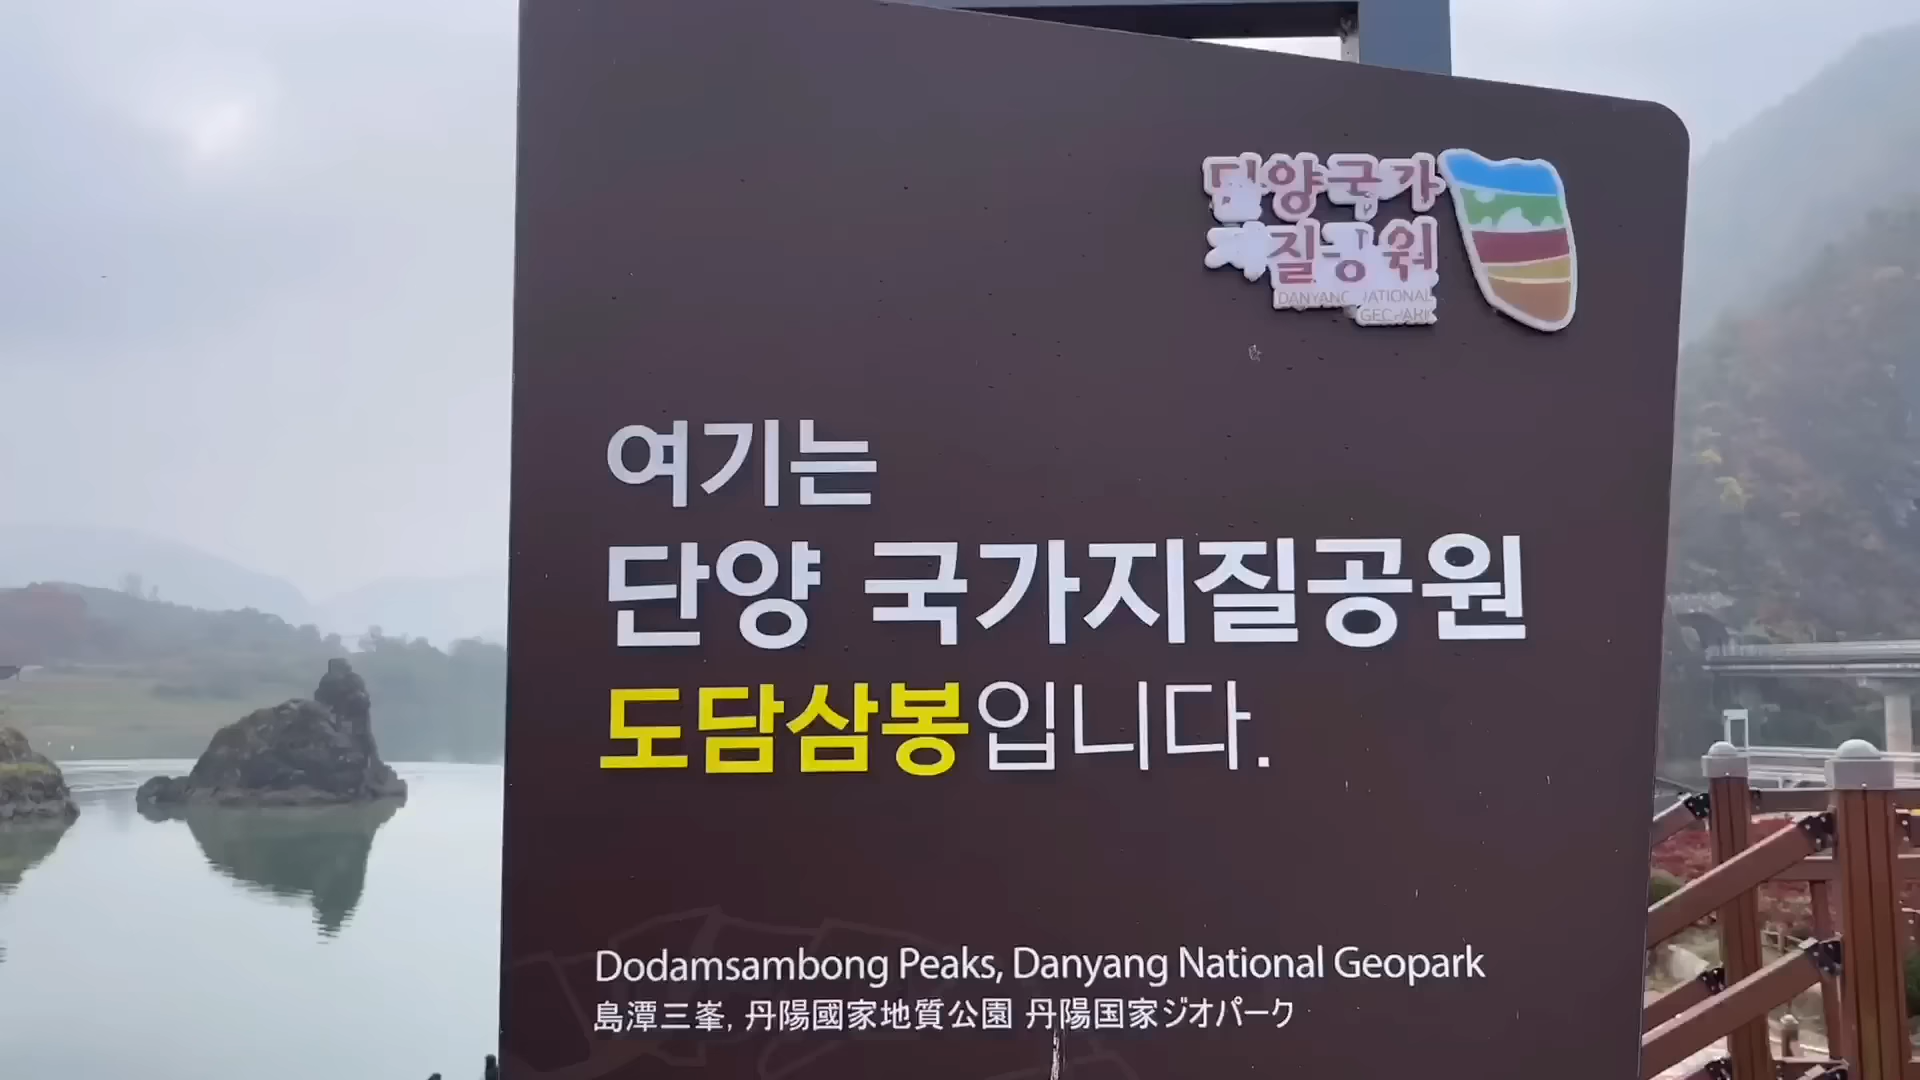 단양국가
지질공원
DANYANG NATIONAL
GEOPARK
여기는
단양 국가지질공원
도담삼봉입니다.
Dodamsambong Peaks, Danyang National Geopark
島潭三峯, 丹陽國家地質公園 丹陽国家ジオパーク